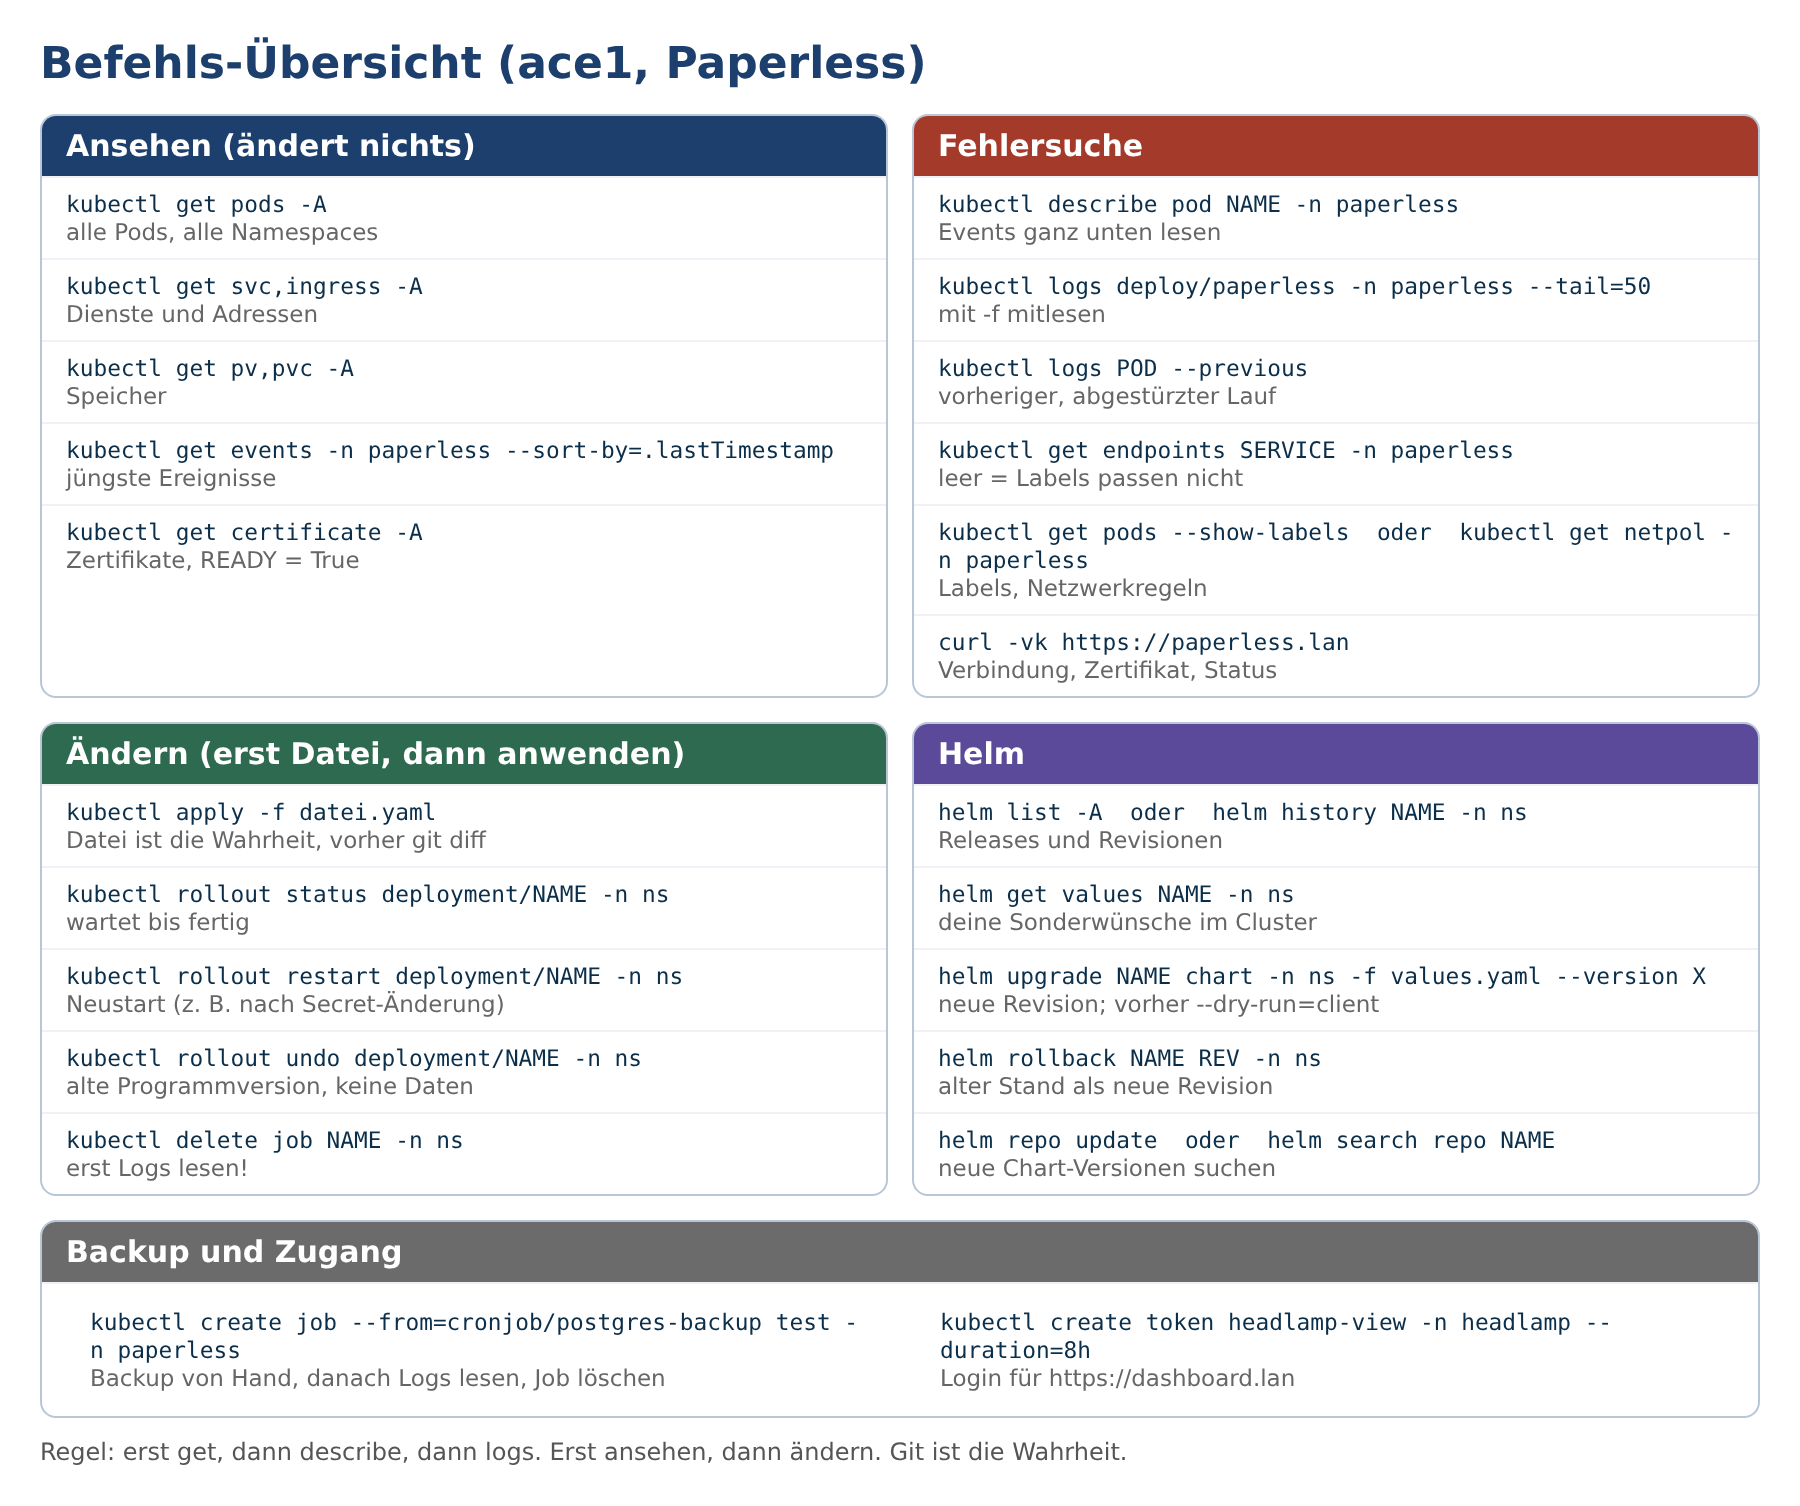 Befehls-Übersicht (ace1, Paperless)
Ansehen (ändert nichts)
kubectl get pods -A
alle Pods, alle Namespaces
kubectl get svc,ingress -A
Dienste und Adressen
kubectl get pv,pvc -A
Speicher
kubectl get events -n paperless --sort-by=.lastTimestamp
jüngste Ereignisse
kubectl get certificate -A
Zertifikate, READY = True
Fehlersuche
kubectl describe pod NAME -n paperless
Events ganz unten lesen
kubectl logs deploy/paperless -n paperless --tail=50
mit -f mitlesen
kubectl logs POD --previous
vorheriger, abgestürzter Lauf
kubectl get endpoints SERVICE -n paperless
leer = Labels passen nicht
kubectl get pods --show-labels  oder  kubectl get netpol -
n paperless
Labels, Netzwerkregeln
curl -vk https://paperless.lan
Verbindung, Zertifikat, Status
Ändern (erst Datei, dann anwenden)
kubectl apply -f datei.yaml
Datei ist die Wahrheit, vorher git diff
kubectl rollout status deployment/NAME -n ns
wartet bis fertig
kubectl rollout restart deployment/NAME -n ns
Neustart (z. B. nach Secret-Änderung)
kubectl rollout undo deployment/NAME -n ns
alte Programmversion, keine Daten
kubectl delete job NAME -n ns
erst Logs lesen!
Helm
helm list -A  oder  helm history NAME -n ns
Releases und Revisionen
helm get values NAME -n ns
deine Sonderwünsche im Cluster
helm upgrade NAME chart -n ns -f values.yaml --version X
neue Revision; vorher --dry-run=client
helm rollback NAME REV -n ns
alter Stand als neue Revision
helm repo update  oder  helm search repo NAME
neue Chart-Versionen suchen
Backup und Zugang
kubectl create job --from=cronjob/postgres-backup test -
n paperless
Backup von Hand, danach Logs lesen, Job löschen
kubectl create token headlamp-view -n headlamp --
duration=8h
Login für https://dashboard.lan
Regel: erst get, dann describe, dann logs. Erst ansehen, dann ändern. Git ist die Wahrheit.